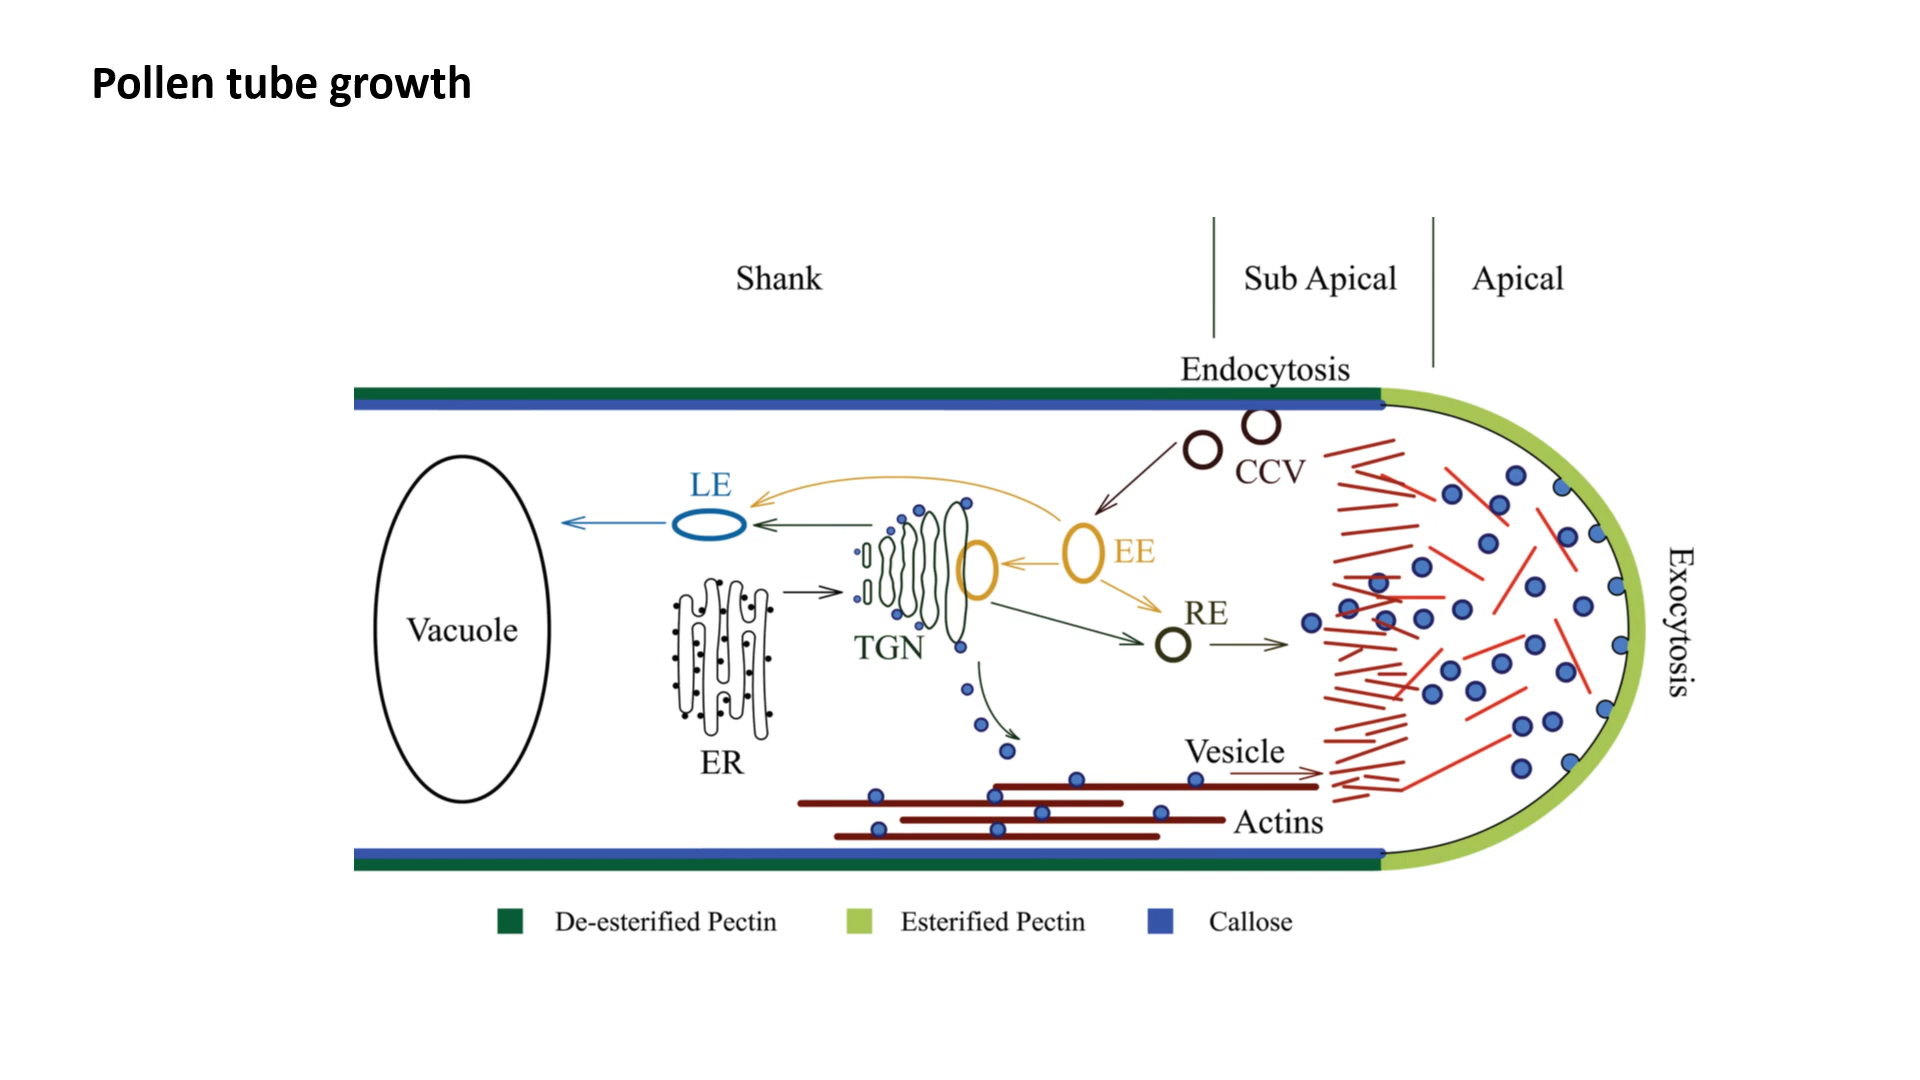 Pollen tube growth
Shank
Sub Apical
Apical
Endocytosis
CCV
LE
EE
RE
TGN
Vacuole
ER
Vesicle
Actins
Exocytosis
De-esterified Pectin
Esterified Pectin
Callose